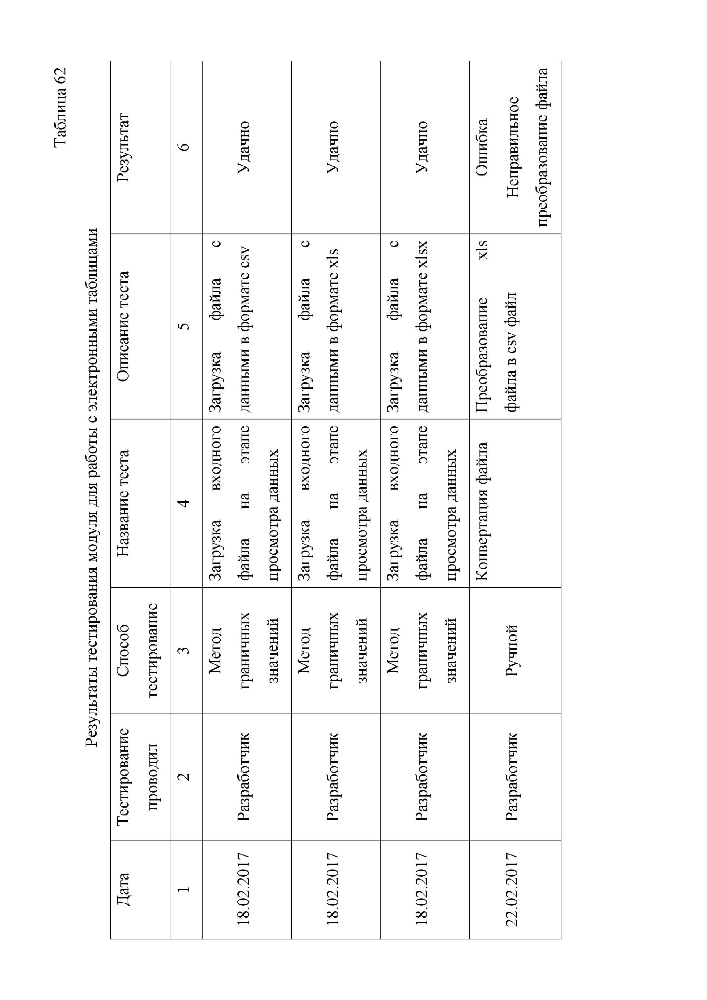 Таблица 62
Результаты тестирования модуля для работы с электронными таблицами
Дата
Тестирование
проводил
Способ
тестирование
Название теста
Описание теста
Результат
1
2
3
4
5
6
18.02.2017
Разработчик
Метод
граничных
значений
Загрузка входного
файла на этапе
просмотра данных
Загрузка файла с
данными в формате csv
Удачно
18.02.2017
Разработчик
Метод
граничных
значений
Загрузка входного
файла на этапе
просмотра данных
Загрузка файла с
данными в формате xls
Удачно
18.02.2017
Разработчик
Метод
граничных
значений
Загрузка входного
файла на этапе
просмотра данных
Загрузка файла с
данными в формате xlsx
Удачно
22.02.2017
Разработчик
Ручной
Конвертация файла
Преобразование xls
файла в csv файл
Ошибка
Неправильное
преобразование файла